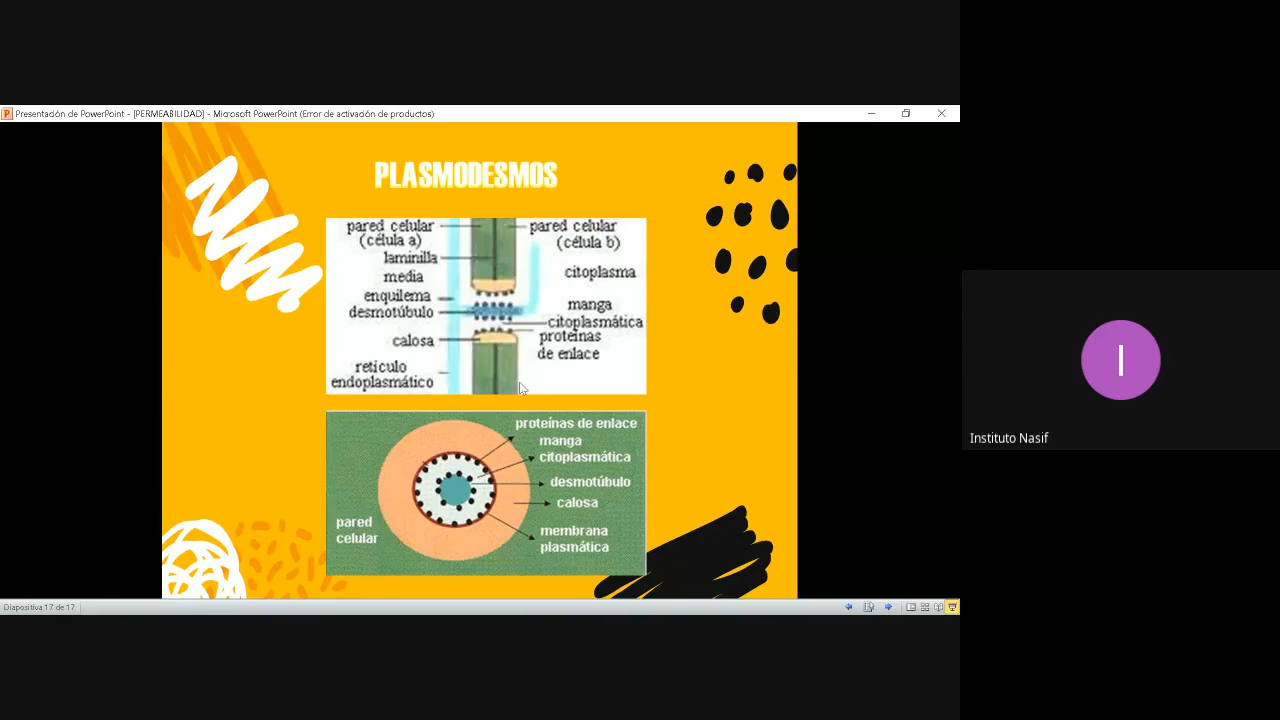 Presentación de PowerPoint - [PERMEABILIDAD] - Microsoft PowerPoint (Error de activación de productos)
PLASMODESMOS
pared celular
(célula a)
laminilla
media
enquilema
desmotúbulo
calosa
retículo
endoplasmático
pared celular
(célula b)
citoplasma
manga
citoplasmática
proteínas
de enlace
proteínas de enlace
manga
citoplasmática
desmotúbulo
calosa
membrana
plasmática
pared
celular
Diapositiva 17 de 17
I
Instituto Nasif